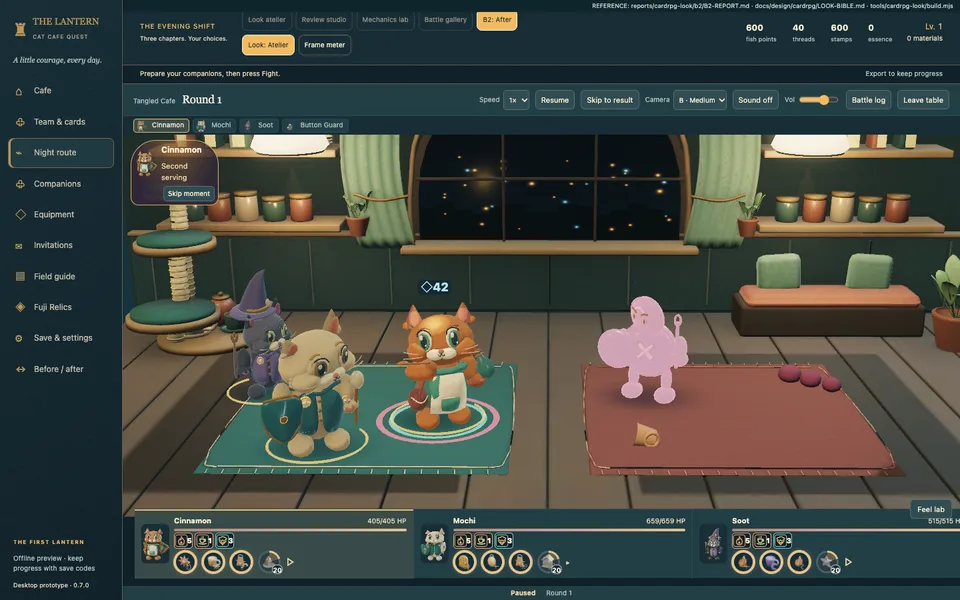 REFERENCE: reports/cardrpg-look/b2/B2-REPORT.md · docs/design/cardrpg/LOOK-BIBLE.md · tools/cardrpg-look/build.mjs
THE LANTERN
CAT CAFE QUEST
A little courage, every day.
Cafe
Team & cards
Night route
Companions
Equipment
Invitations
Field guide
Fuji Relics
Save & settings
Before / after
THE FIRST LANTERN
Offline preview · keep
progress with save codes
Desktop prototype · 0.7.0
THE EVENING SHIFT
Three chapters. Your choices.
Look atelier
Review studio
Mechanics lab
Battle gallery
B2: After
Look: Atelier
Frame meter
600
fish points
40
threads
600
stamps
0
essence
Lv. 1
0 materials
Prepare your companions, then press Fight.
Export to keep progress
Tangled Cafe
Round 1
Speed
1x
Resume
Skip to result
Camera
B · Medium
Sound off
Vol
Battle log
Leave table
Cinnamon
Mochi
Soot
Button Guard
Cinnamon
Second
serving
Skip moment
42
Feel lab
Cinnamon
405/405 HP
5
1
3
20
Mochi
659/659 HP
5
1
3
20
Soot
515/515 H
5
1
3
20
Paused
Round 1